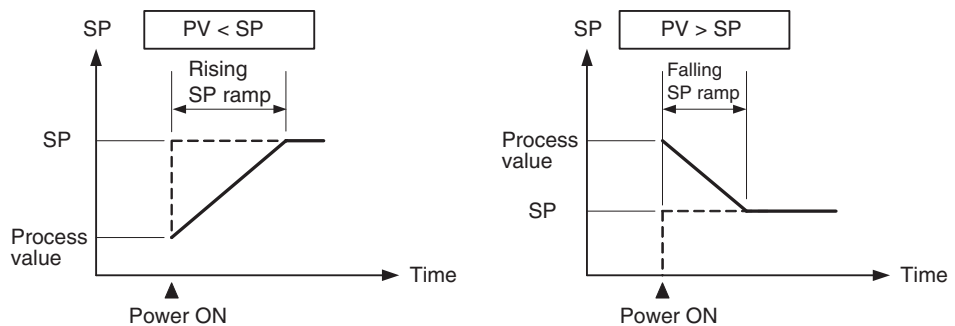 SP
PV < SP
Rising
SP ramp
SP
Process
value
Time
Power ON
SP
PV > SP
Falling
SP ramp
Process
value
SP
Time
Power ON